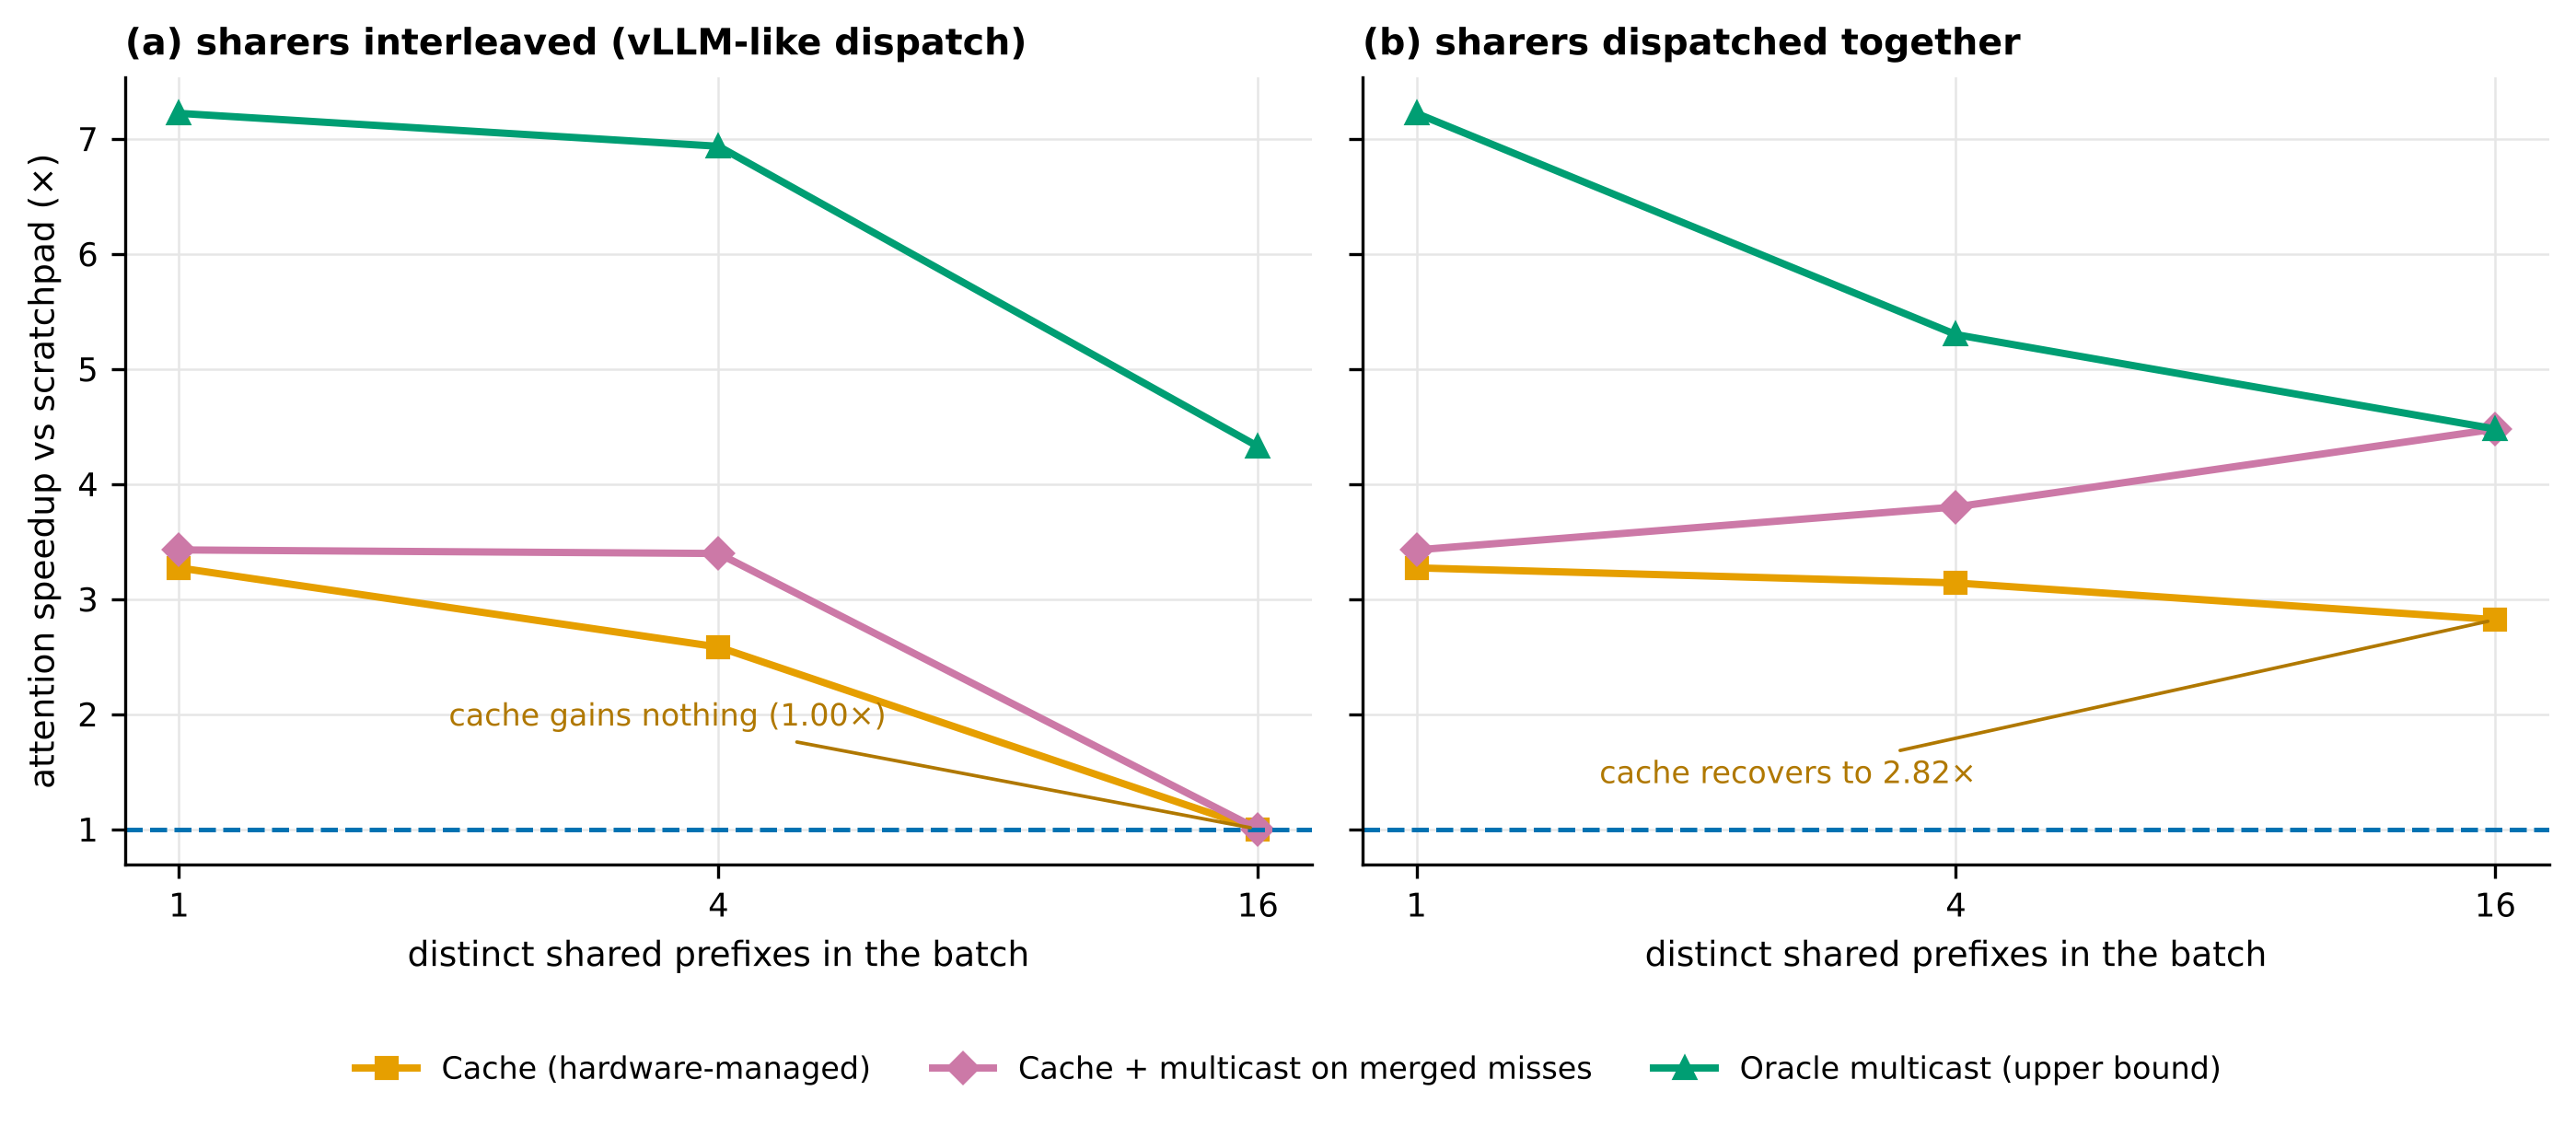 (a) sharers interleaved (vLLM-like dispatch)
(b) sharers dispatched together
attention speedup vs scratchpad (×)
7
6
5
4
3
2
1
cache gains nothing (1.00×)
cache recovers to 2.82×
1 4 16
1 4 16
distinct shared prefixes in the batch
distinct shared prefixes in the batch
Cache (hardware-managed)
Cache + multicast on merged misses
Oracle multicast (upper bound)